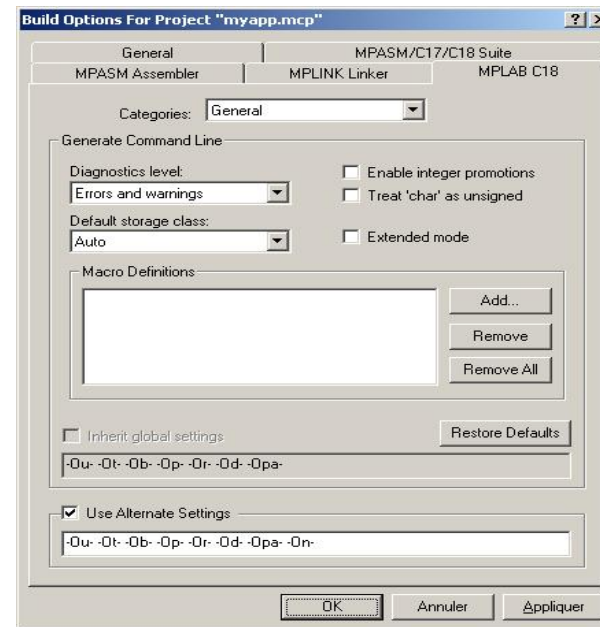 Build Options For Project "myapp.mcp"
General MPASM/C17/C18 Suite
MPASM Assembler MPLINK Linker MPLAB C18
Categories: General
Generate Command Line
Diagnostics level:
Errors and warnings
Enable integer promotions
Treat 'char' as unsigned
Default storage class:
Auto
Extended mode
Macro Definitions
Add...
Remove
Remove All
Inherit global settings
Restore Defaults
-Ou- -Ot- -Ob- -Op- -Or- -Od- -Opa-
Use Alternate Settings
-Ou- -Ot- -Ob- -Op- -Or- -Od- -Opa- -On-
OK Annuler Appliquer